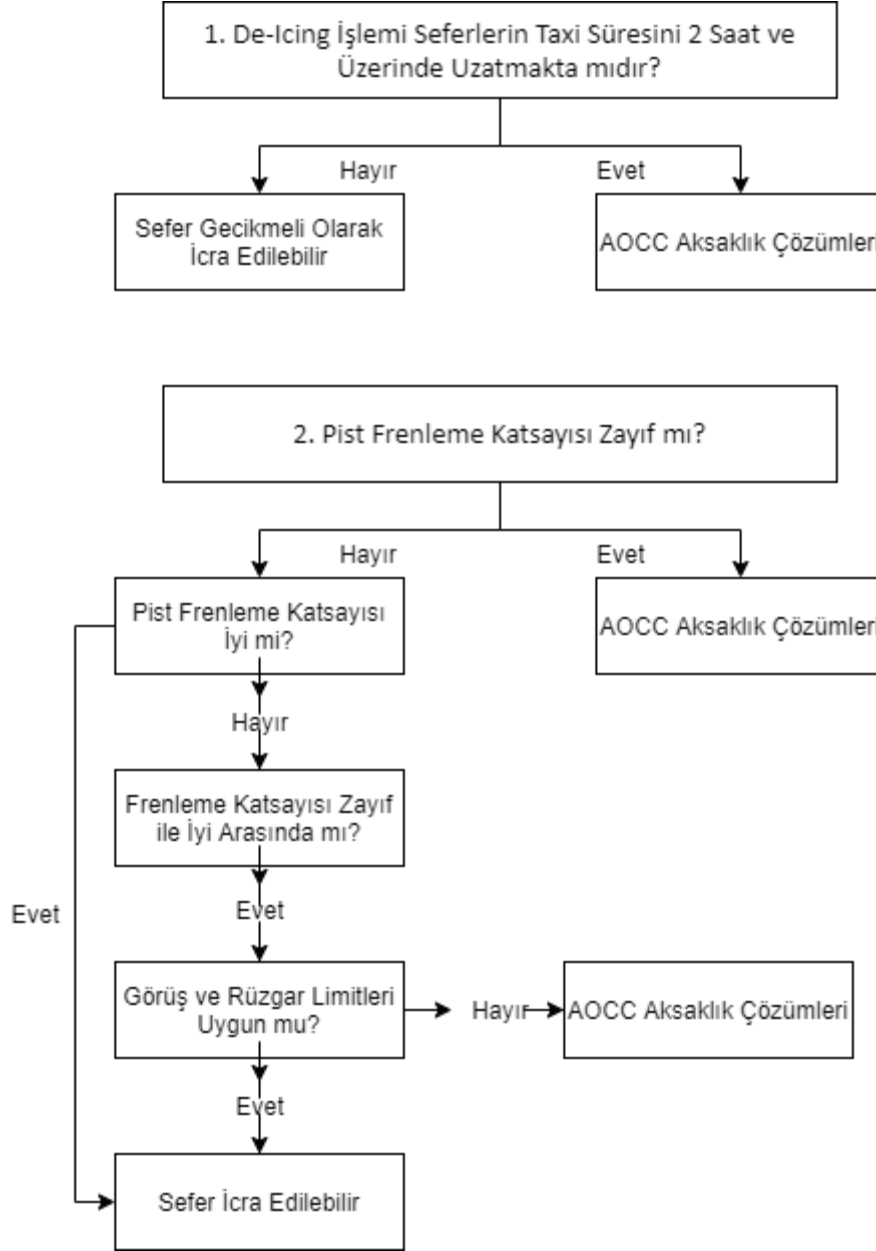 1. De-Icing İşlemi Seferlerin Taxi Süresini 2 Saat ve
Üzerinde Uzatmakta mıdır?
Hayır
Evet
Sefer Gecikmeli Olarak
İcra Edilebilir
AOCC Aksaklık Çözümleri
2. Pist Frenleme Katsayısı Zayıf mı?
Hayır
Evet
Pist Frenleme Katsayısı
İyi mi?
AOCC Aksaklık Çözümleri
Hayır
Frenleme Katsayısı Zayıf
ile İyi Arasında mı?
Evet
Evet
Görüş ve Rüzgar Limitleri
Uygun mu?
Hayır
AOCC Aksaklık Çözümleri
Evet
Sefer İcra Edilebilir